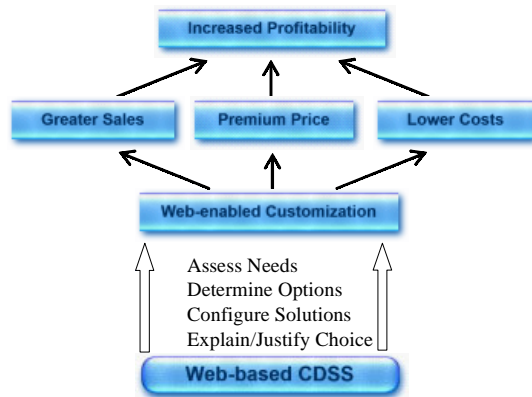 Increased Profitability
Greater Sales
Premium Price
Lower Costs
Web-enabled Customization
Assess Needs
Determine Options
Configure Solutions
Explain/Justify Choice
Web-based CDSS